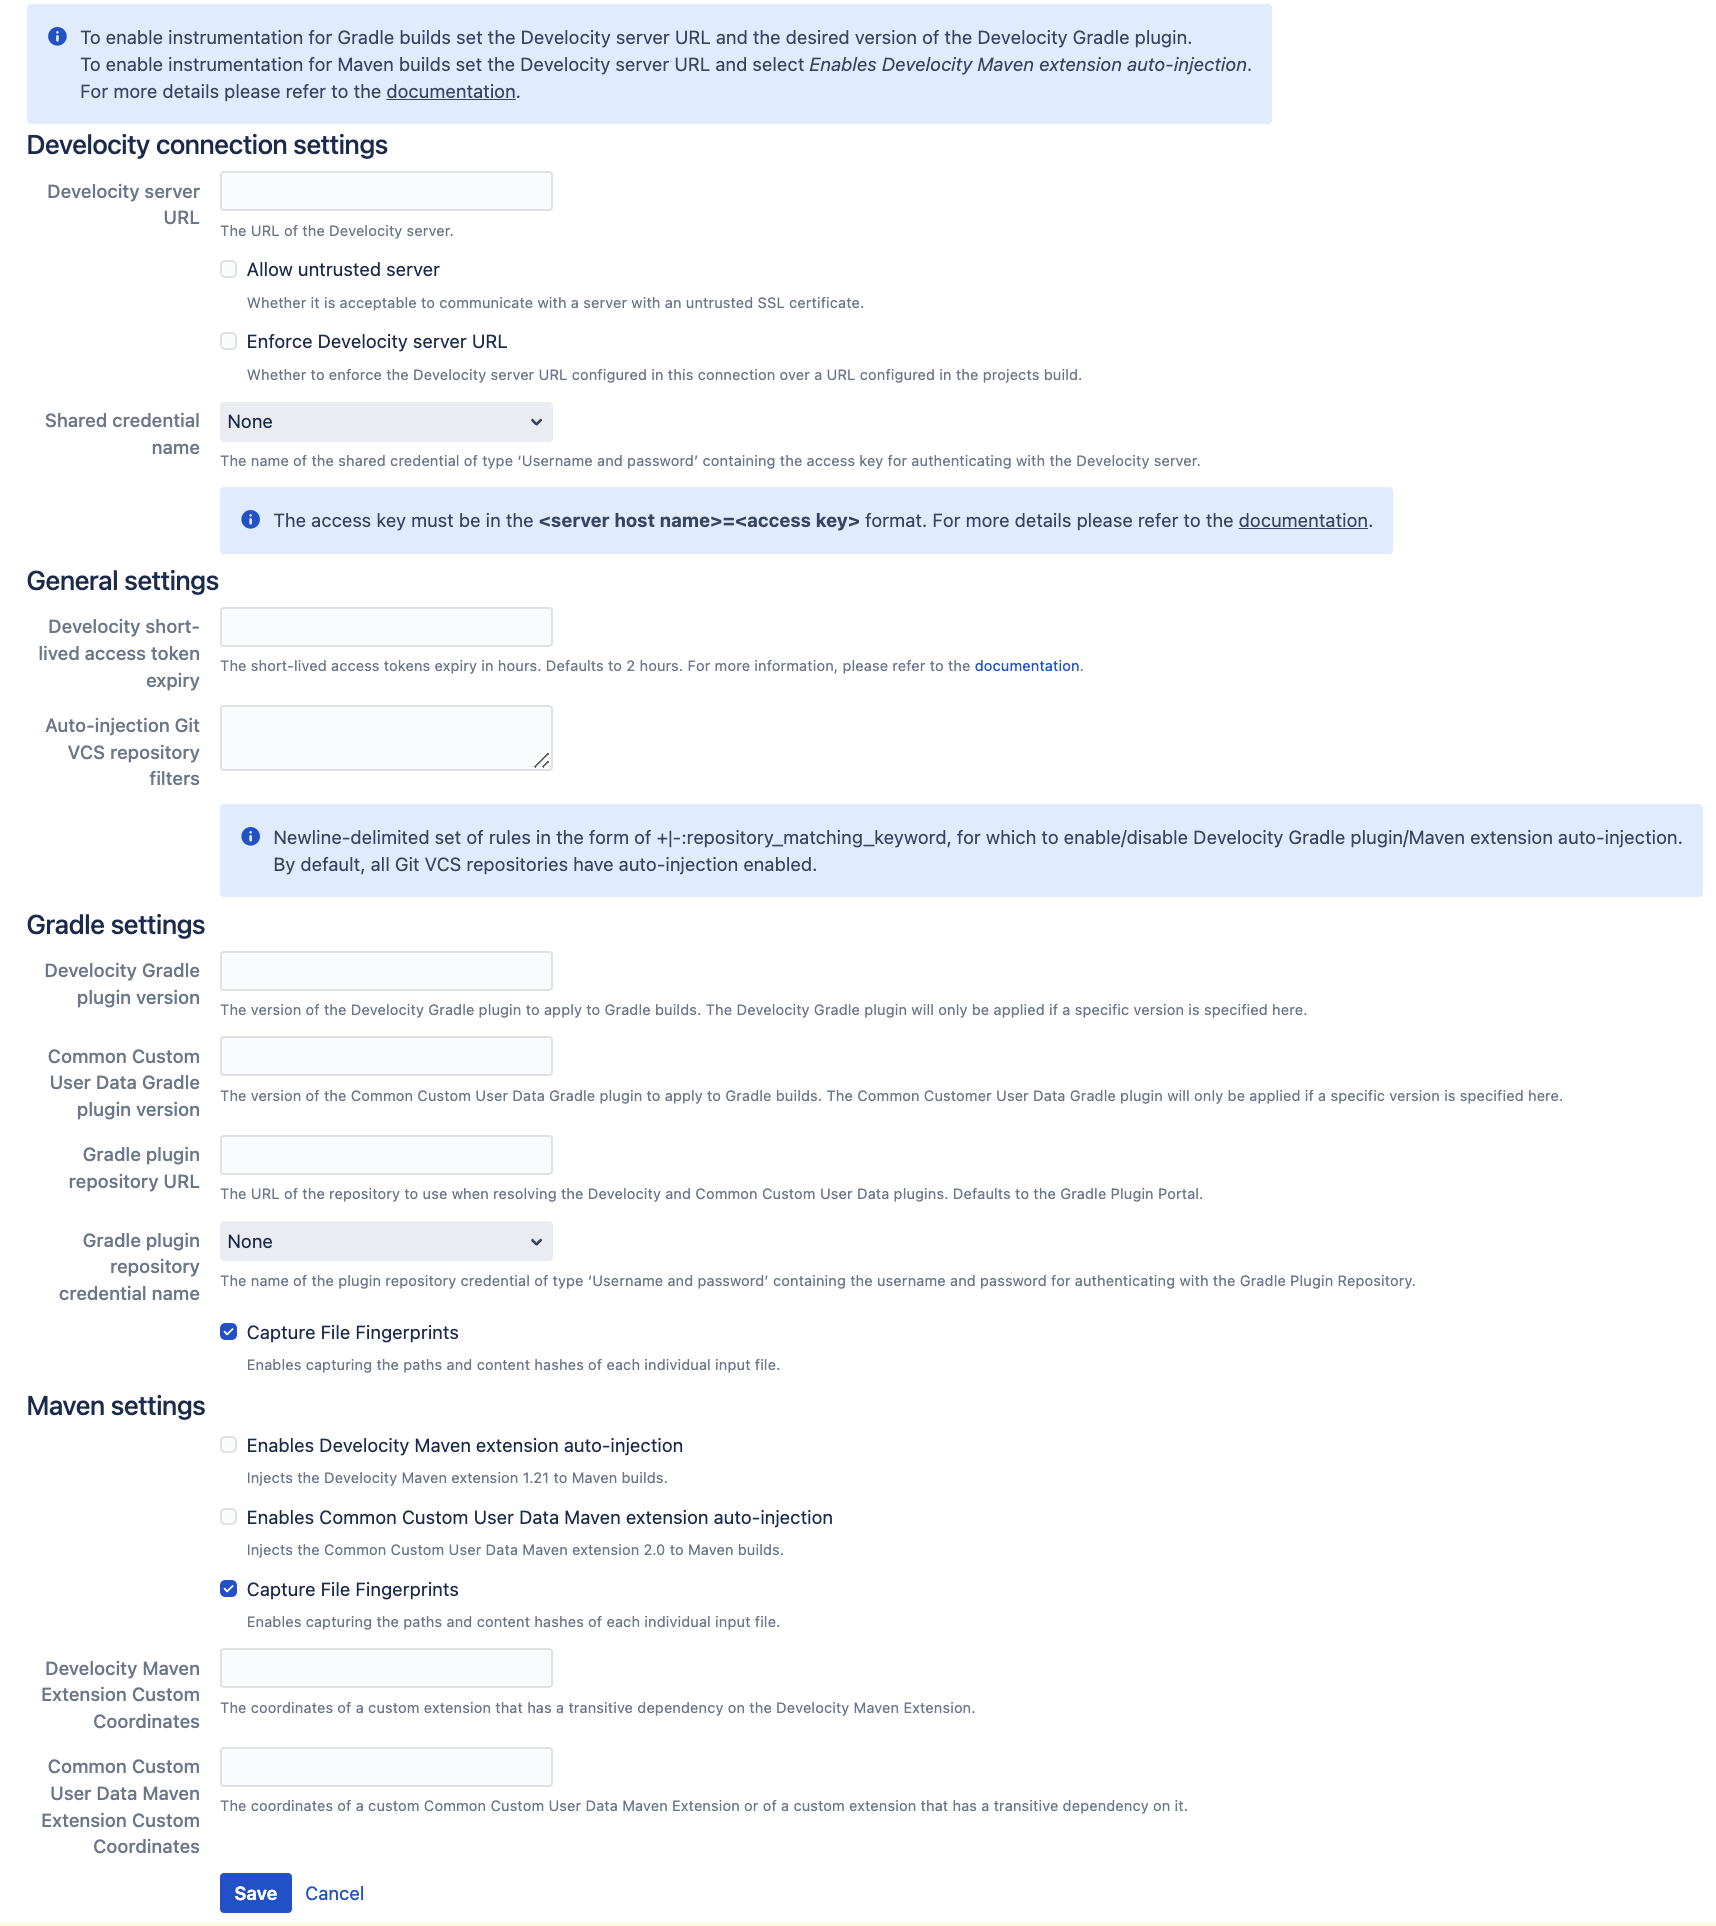 To enable instrumentation for Gradle builds set the Develocity server URL and the desired version of the Develocity Gradle plugin.
To enable instrumentation for Maven builds set the Develocity server URL and select Enables Develocity Maven extension auto-injection.
For more details please refer to the documentation.
Develocity connection settings
Develocity server
URL
The URL of the Develocity server.
Allow untrusted server
Whether it is acceptable to communicate with a server with an untrusted SSL certificate.
Enforce Develocity server URL
Whether to enforce the Develocity server URL configured in this connection over a URL configured in the projects build.
Shared credential
name
None
The name of the shared credential of type ‘Username and password’ containing the access key for authenticating with the Develocity server.
The access key must be in the <server host name>=<access key> format. For more details please refer to the documentation.
General settings
Develocity short-
lived access token
expiry
The short-lived access tokens expiry in hours. Defaults to 2 hours. For more information, please refer to the documentation.
Auto-injection Git
VCS repository
filters
Newline-delimited set of rules in the form of +|-:repository_matching_keyword, for which to enable/disable Develocity Gradle plugin/Maven extension auto-injection.
By default, all Git VCS repositories have auto-injection enabled.
Gradle settings
Develocity Gradle
plugin version
The version of the Develocity Gradle plugin to apply to Gradle builds. The Develocity Gradle plugin will only be applied if a specific version is specified here.
Common Custom
User Data Gradle
plugin version
The version of the Common Custom User Data Gradle plugin to apply to Gradle builds. The Common Customer User Data Gradle plugin will only be applied if a specific version is specified here.
Gradle plugin
repository URL
The URL of the repository to use when resolving the Develocity and Common Custom User Data plugins. Defaults to the Gradle Plugin Portal.
Gradle plugin
repository
credential name
None
The name of the plugin repository credential of type ‘Username and password’ containing the username and password for authenticating with the Gradle Plugin Repository.
Capture File Fingerprints
Enables capturing the paths and content hashes of each individual input file.
Maven settings
Enables Develocity Maven extension auto-injection
Injects the Develocity Maven extension 1.21 to Maven builds.
Enables Common Custom User Data Maven extension auto-injection
Injects the Common Custom User Data Maven extension 2.0 to Maven builds.
Capture File Fingerprints
Enables capturing the paths and content hashes of each individual input file.
Develocity Maven
Extension Custom
Coordinates
The coordinates of a custom extension that has a transitive dependency on the Develocity Maven Extension.
Common Custom
User Data Maven
Extension Custom
Coordinates
The coordinates of a custom Common Custom User Data Maven Extension or of a custom extension that has a transitive dependency on it.
Save Cancel